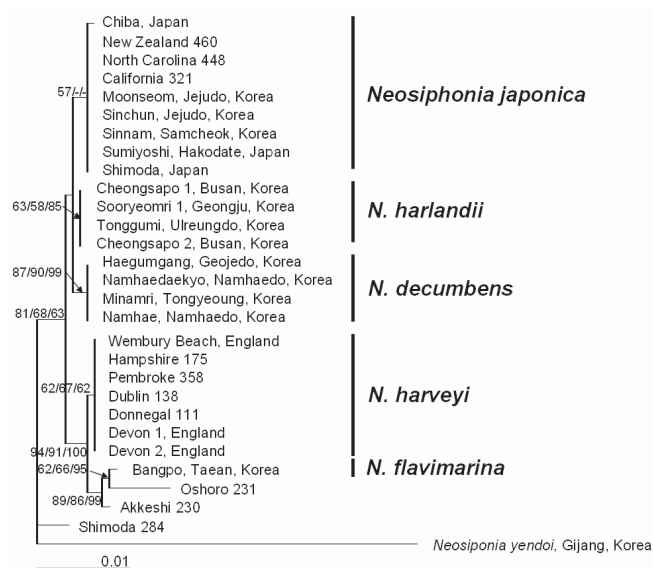 Chiba, Japan
New Zealand 460
North Carolina 448
California 321
57/-/-
Moonseom, Jejudo, Korea
Neosiphonia japonica
Sinchun, Jejudo, Korea
Sinnam, Samcheok, Korea
Sumiyoshi, Hakodate, Japan
Shimoda, Japan
Cheongsapo 1, Busan, Korea
63/58/85
Sooryeomri 1, Geongju, Korea
N. harlandii
Tonggumi, Ulreungdo, Korea
Cheongsapo 2, Busan, Korea
Haegumgang, Geojedo, Korea
87/90/99
Namhaedaekyo, Namhaedo, Korea
N. decumbens
Minamri, Tongyeoung, Korea
81/68/63
Namhae, Namhaedo, Korea
Wembury Beach, England
Hampshire 175
Pembroke 358
62/67/62
Dublin 138
N. harveyi
Donnegal 111
Devon 1, England
94/91/100
Devon 2, England
62/66/95
Bangpo, Taean, Korea
N. flavimarina
Oshoro 231
89/86/99
Akkeshi 230
Shimoda 284
Neosiponia yendoi, Gijang, Korea
0.01